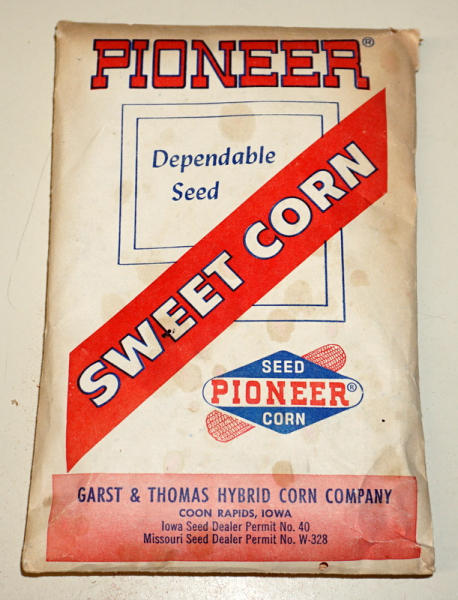 PIONEER®
Dependable
Seed
SWEET CORN
SEED
PIONEER®
CORN
GARST & THOMAS HYBRID CORN COMPANY
COON RAPIDS, IOWA
Iowa Seed Dealer Permit No. 40
Missouri Seed Dealer Permit No. W-328